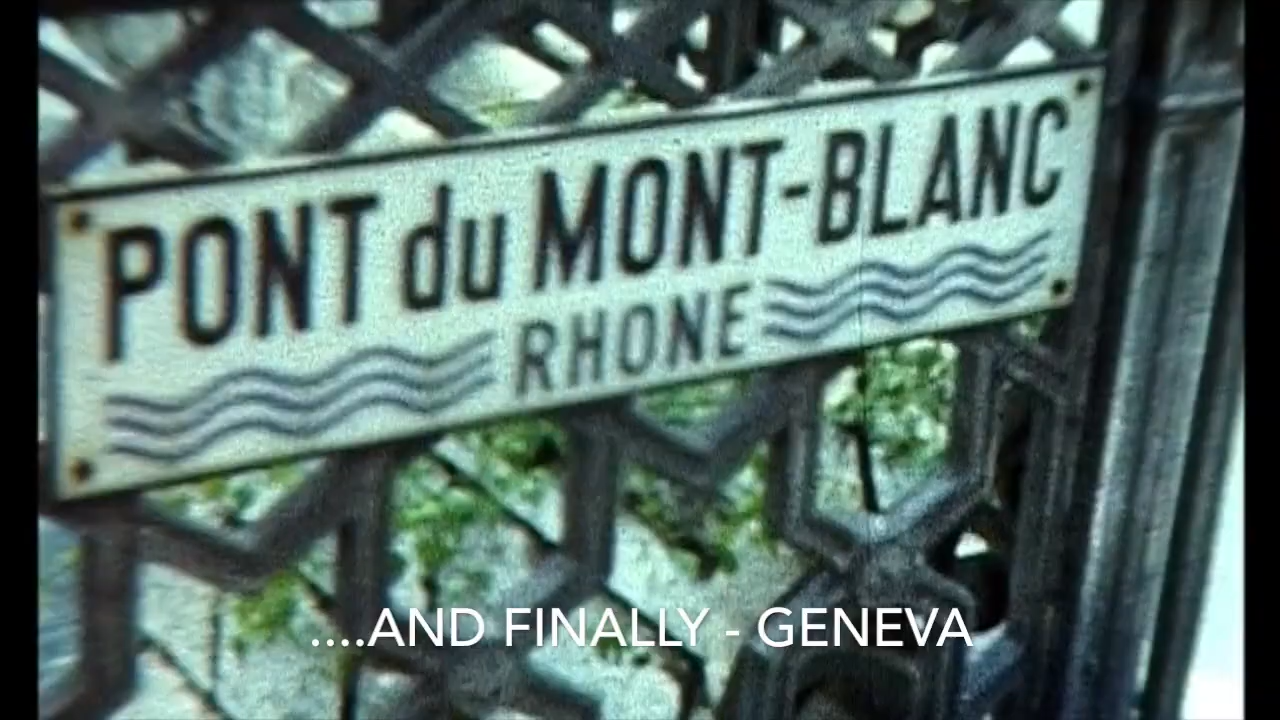 PONT du MONT-BLANC
RHONE
....AND FINALLY - GENEVA